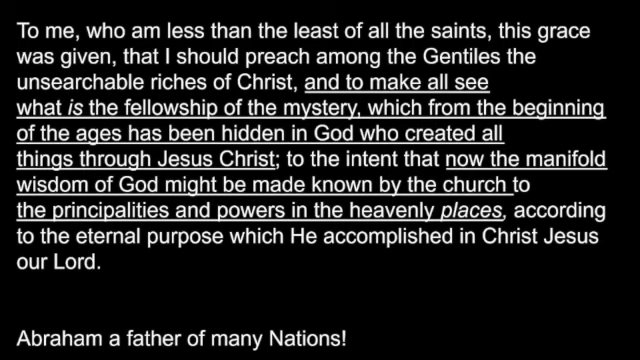 To me, who am less than the least of all the saints, this grace
was given, that I should preach among the Gentiles the
unsearchable riches of Christ, and to make all see
what is the fellowship of the mystery, which from the beginning
of the ages has been hidden in God who created all
things through Jesus Christ; to the intent that now the manifold
wisdom of God might be made known by the church to
the principalities and powers in the heavenly places, according
to the eternal purpose which He accomplished in Christ Jesus
our Lord.
Abraham a father of many Nations!